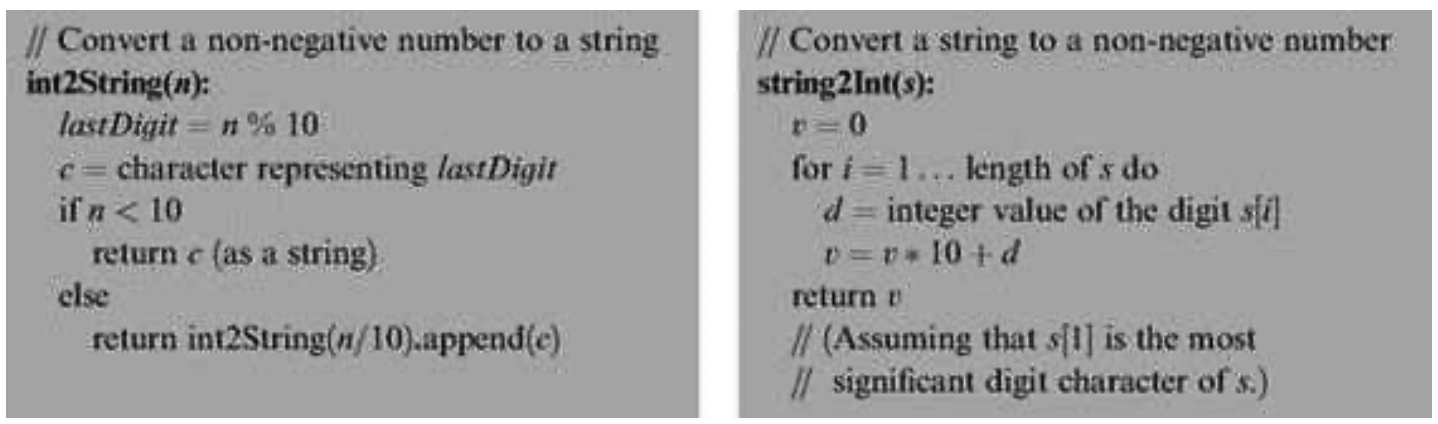 // Convert a non-negative number to a string
int2String(n):
lastDigit = n % 10
c = character representing lastDigit
if n < 10
return c (as a string)
else
return int2String(n/10).append(c)
// Convert a string to a non-negative number
string2Int(s):
v = 0
for i = 1... length of s do
d = integer value of the digit s[i]
v = v * 10 + d
return v
// (Assuming that s[1] is the most
// significant digit character of s.)